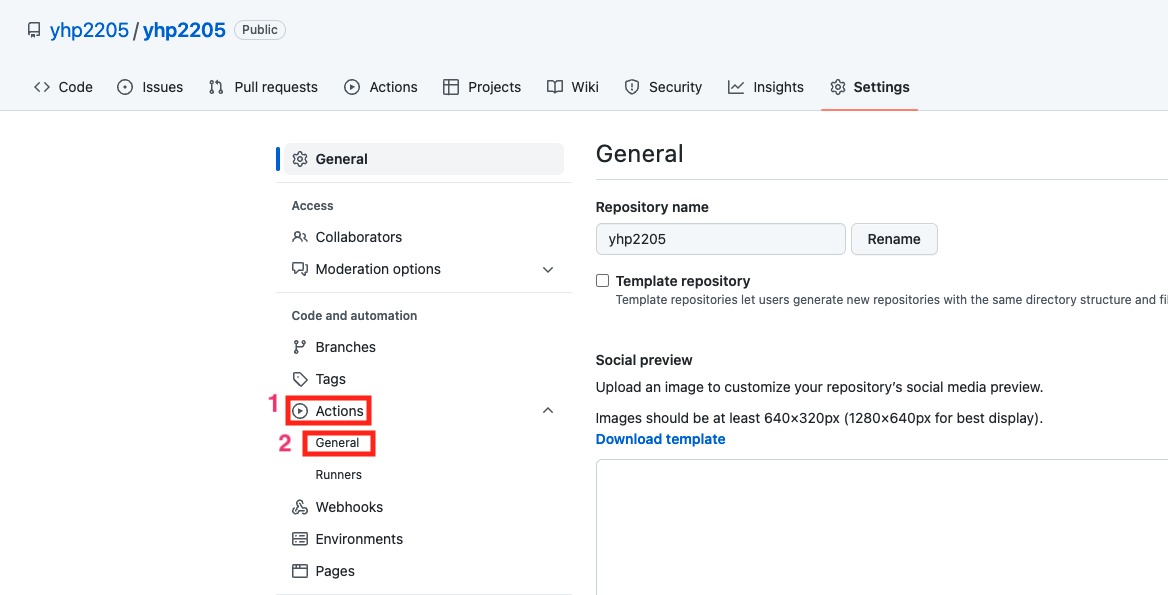 yhp2205 / yhp2205 Public
Code Issues Pull requests Actions Projects Wiki Security Insights Settings
General
Access
Collaborators
Moderation options
Code and automation
Branches
Tags
1 Actions
2 General
Runners
Webhooks
Environments
Pages
General
Repository name
yhp2205 Rename
Template repository
Template repositories let users generate new repositories with the same directory structure and
Social preview
Upload an image to customize your repository's social media preview.
Images should be at least 640×320px (1280×640px for best display).
Download template